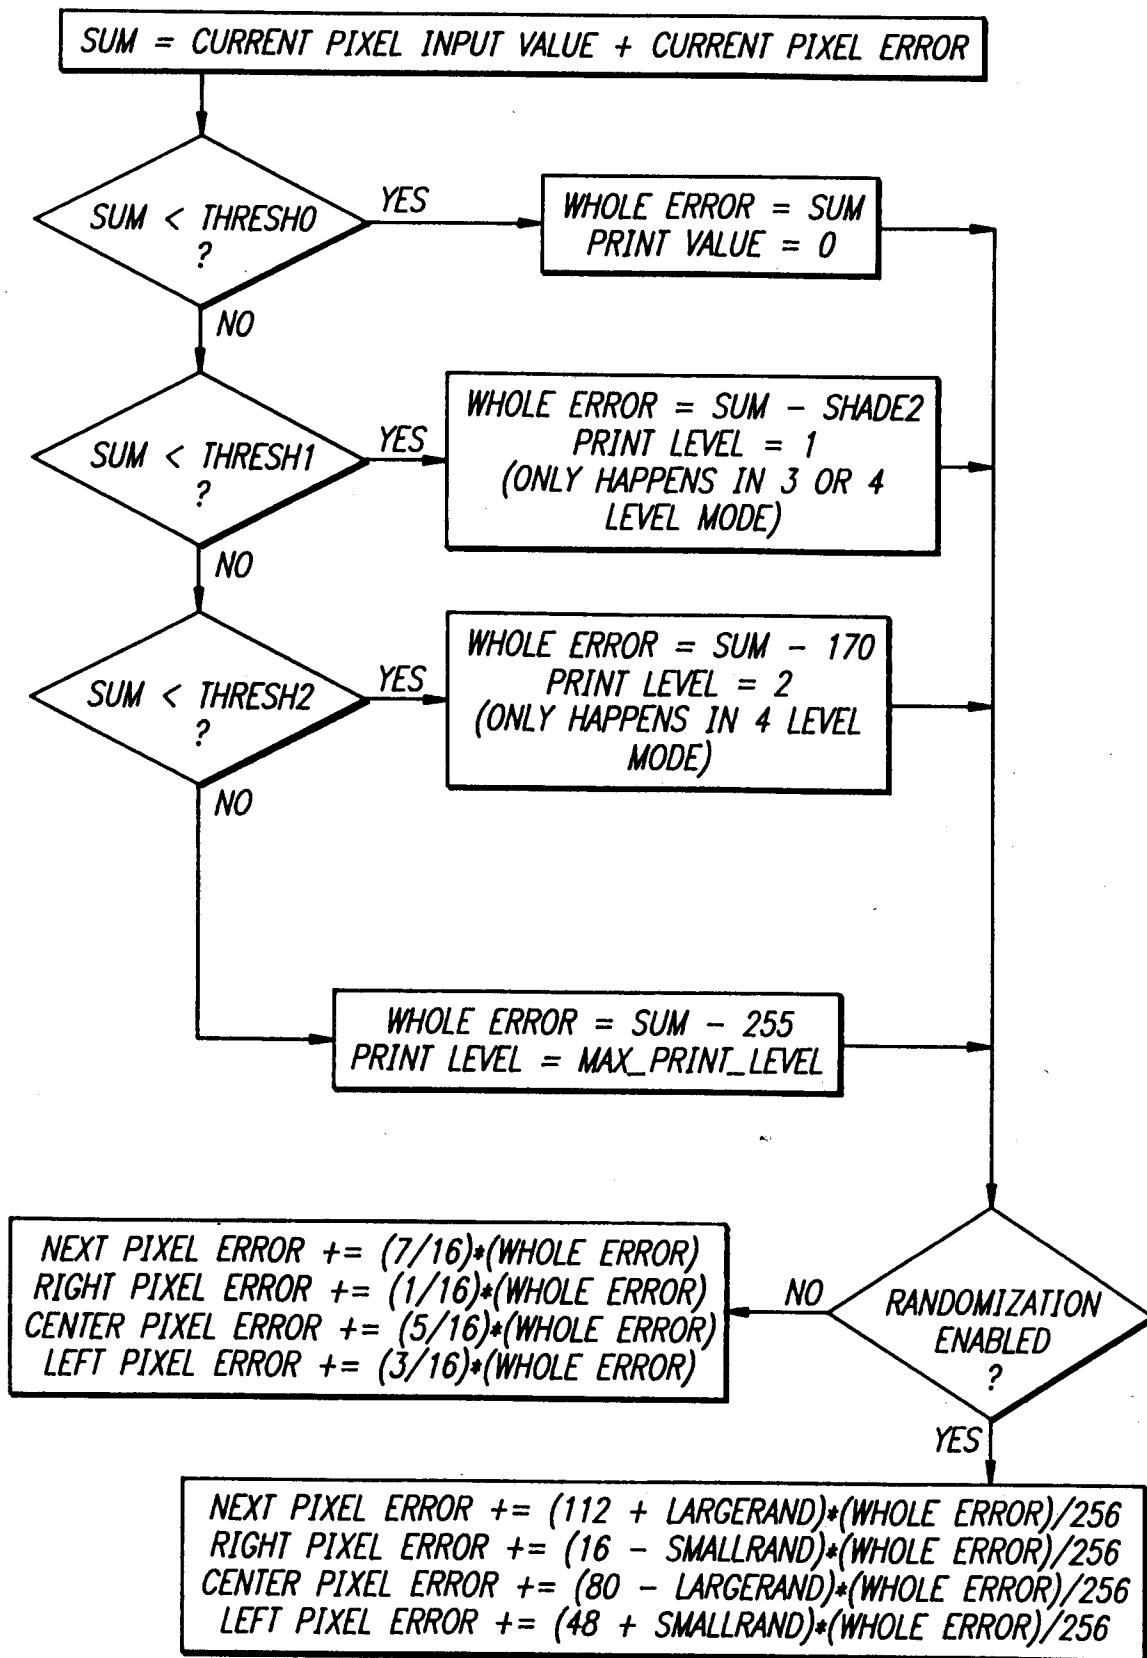 SUM = CURRENT PIXEL INPUT VALUE + CURRENT PIXEL ERROR
SUM < THRESH0
?
YES
WHOLE ERROR = SUM
PRINT VALUE = 0
NO
SUM < THRESH1
?
YES
WHOLE ERROR = SUM - SHADE2
PRINT LEVEL = 1
(ONLY HAPPENS IN 3 OR 4
LEVEL MODE)
NO
SUM < THRESH2
?
YES
WHOLE ERROR = SUM - 170
PRINT LEVEL = 2
(ONLY HAPPENS IN 4 LEVEL
MODE)
NO
WHOLE ERROR = SUM - 255
PRINT LEVEL = MAX_PRINT_LEVEL
RANDOMIZATION
ENABLED
?
NO
NEXT PIXEL ERROR += (7/16)*(WHOLE ERROR)
RIGHT PIXEL ERROR += (1/16)*(WHOLE ERROR)
CENTER PIXEL ERROR += (5/16)*(WHOLE ERROR)
LEFT PIXEL ERROR += (3/16)*(WHOLE ERROR)
YES
NEXT PIXEL ERROR += (112 + LARGERAND)*(WHOLE ERROR)/256
RIGHT PIXEL ERROR += (16 - SMALLRAND)*(WHOLE ERROR)/256
CENTER PIXEL ERROR += (80 - LARGERAND)*(WHOLE ERROR)/256
LEFT PIXEL ERROR += (48 + SMALLRAND)*(WHOLE ERROR)/256